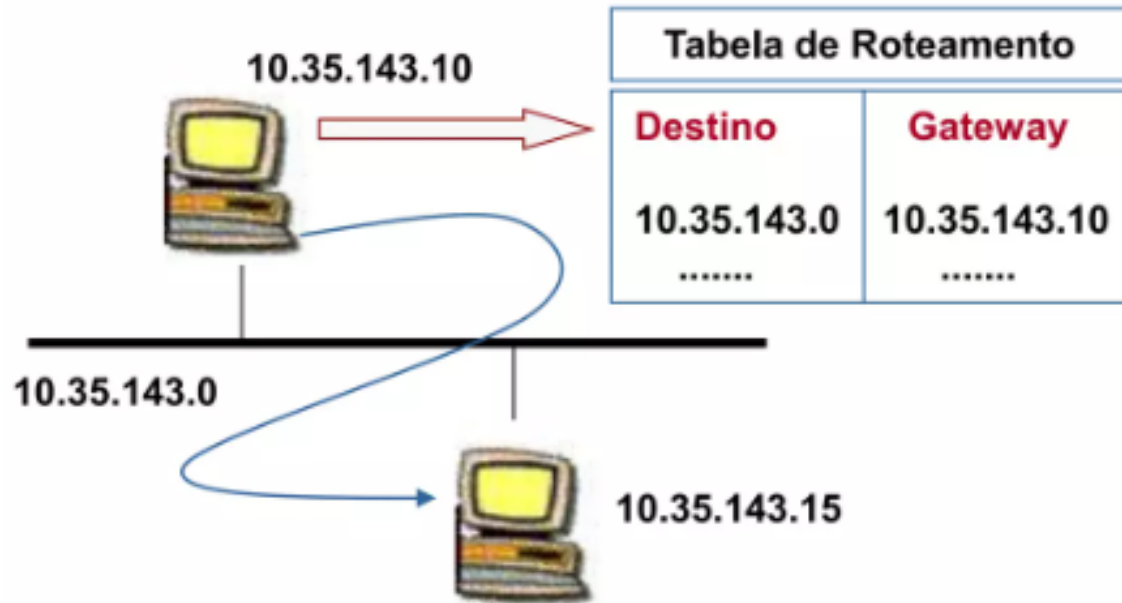 10.35.143.10
Tabela de Roteamento
Destino Gateway
10.35.143.0 10.35.143.10
....... .......
10.35.143.0
10.35.143.15